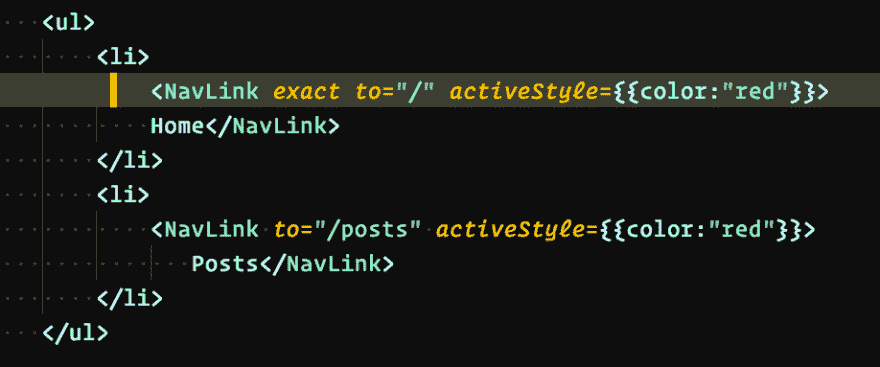 <ul>
<li>
<NavLink exact to="/" activeStyle={{color:"red"}}>
Home</NavLink>
</li>
<li>
<NavLink to="/posts" activeStyle={{color:"red"}}>
Posts</NavLink>
</li>
</ul>